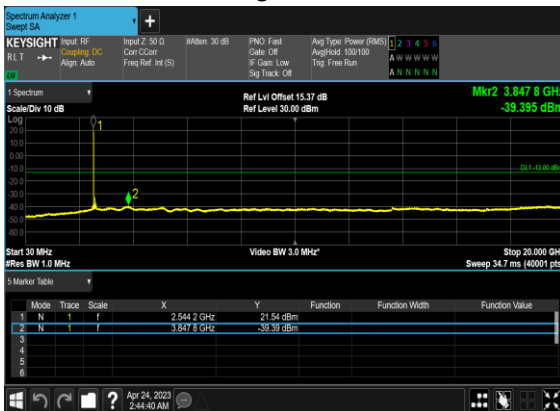 Spectrum Analyzer 1
Swept SA
+
KEYSIGHT Input: RF Input Z: 50 Ω #Atten: 30 dB PNO: Fast Avg Type: Power (RMS) 1 2 3 4 5 6
RLT Coupling: DC Corr CCorr Gate: Off Avg|Hold: 100/100 A W W W W W
Align: Auto Freq Ref: Int (S) IF Gain: Low Trig: Free Run
Sig Track: Off A N N N N N
LV
1 Spectrum Ref Lvl Offset 15.37 dB Mkr2 3.847 8 GHz
Scale/Div 10 dB Ref Level 30.00 dBm -39.395 dBm
Log
20.0
10.0
0.00
-10.0
-20.0
-30.0
-40.0
-50.0
-60.0
1
DL1 -13.00 dBm
2
Start 30 MHz Video BW 3.0 MHz* Stop 20.000 GHz
#Res BW 1.0 MHz Sweep 34.7 ms (40001 pts)
5 Marker Table
Mode Trace Scale X Y Function Function Width Function Value
1 N 1 f 2.544 2 GHz 21.54 dBm
2 N 1 f 3.847 8 GHz -39.39 dBm
3
4
5
6
? Apr 24, 2023
2:44:40 AM